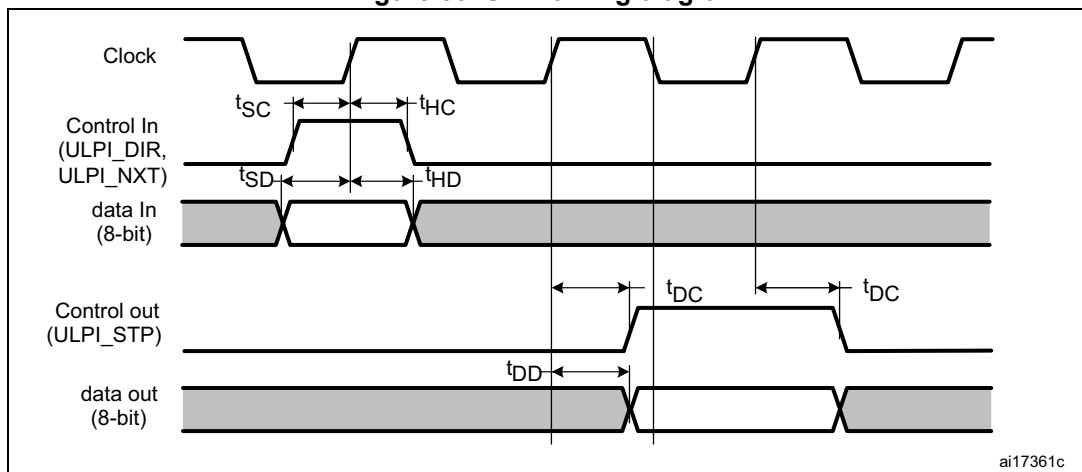 Clock
tSC
tHC
Control In
(ULPI_DIR,
ULPI_NXT)
tSD
tHD
data In
(8-bit)
Control out
(ULPI_STP)
tDC
tDC
tDD
data out
(8-bit)
ai17361c